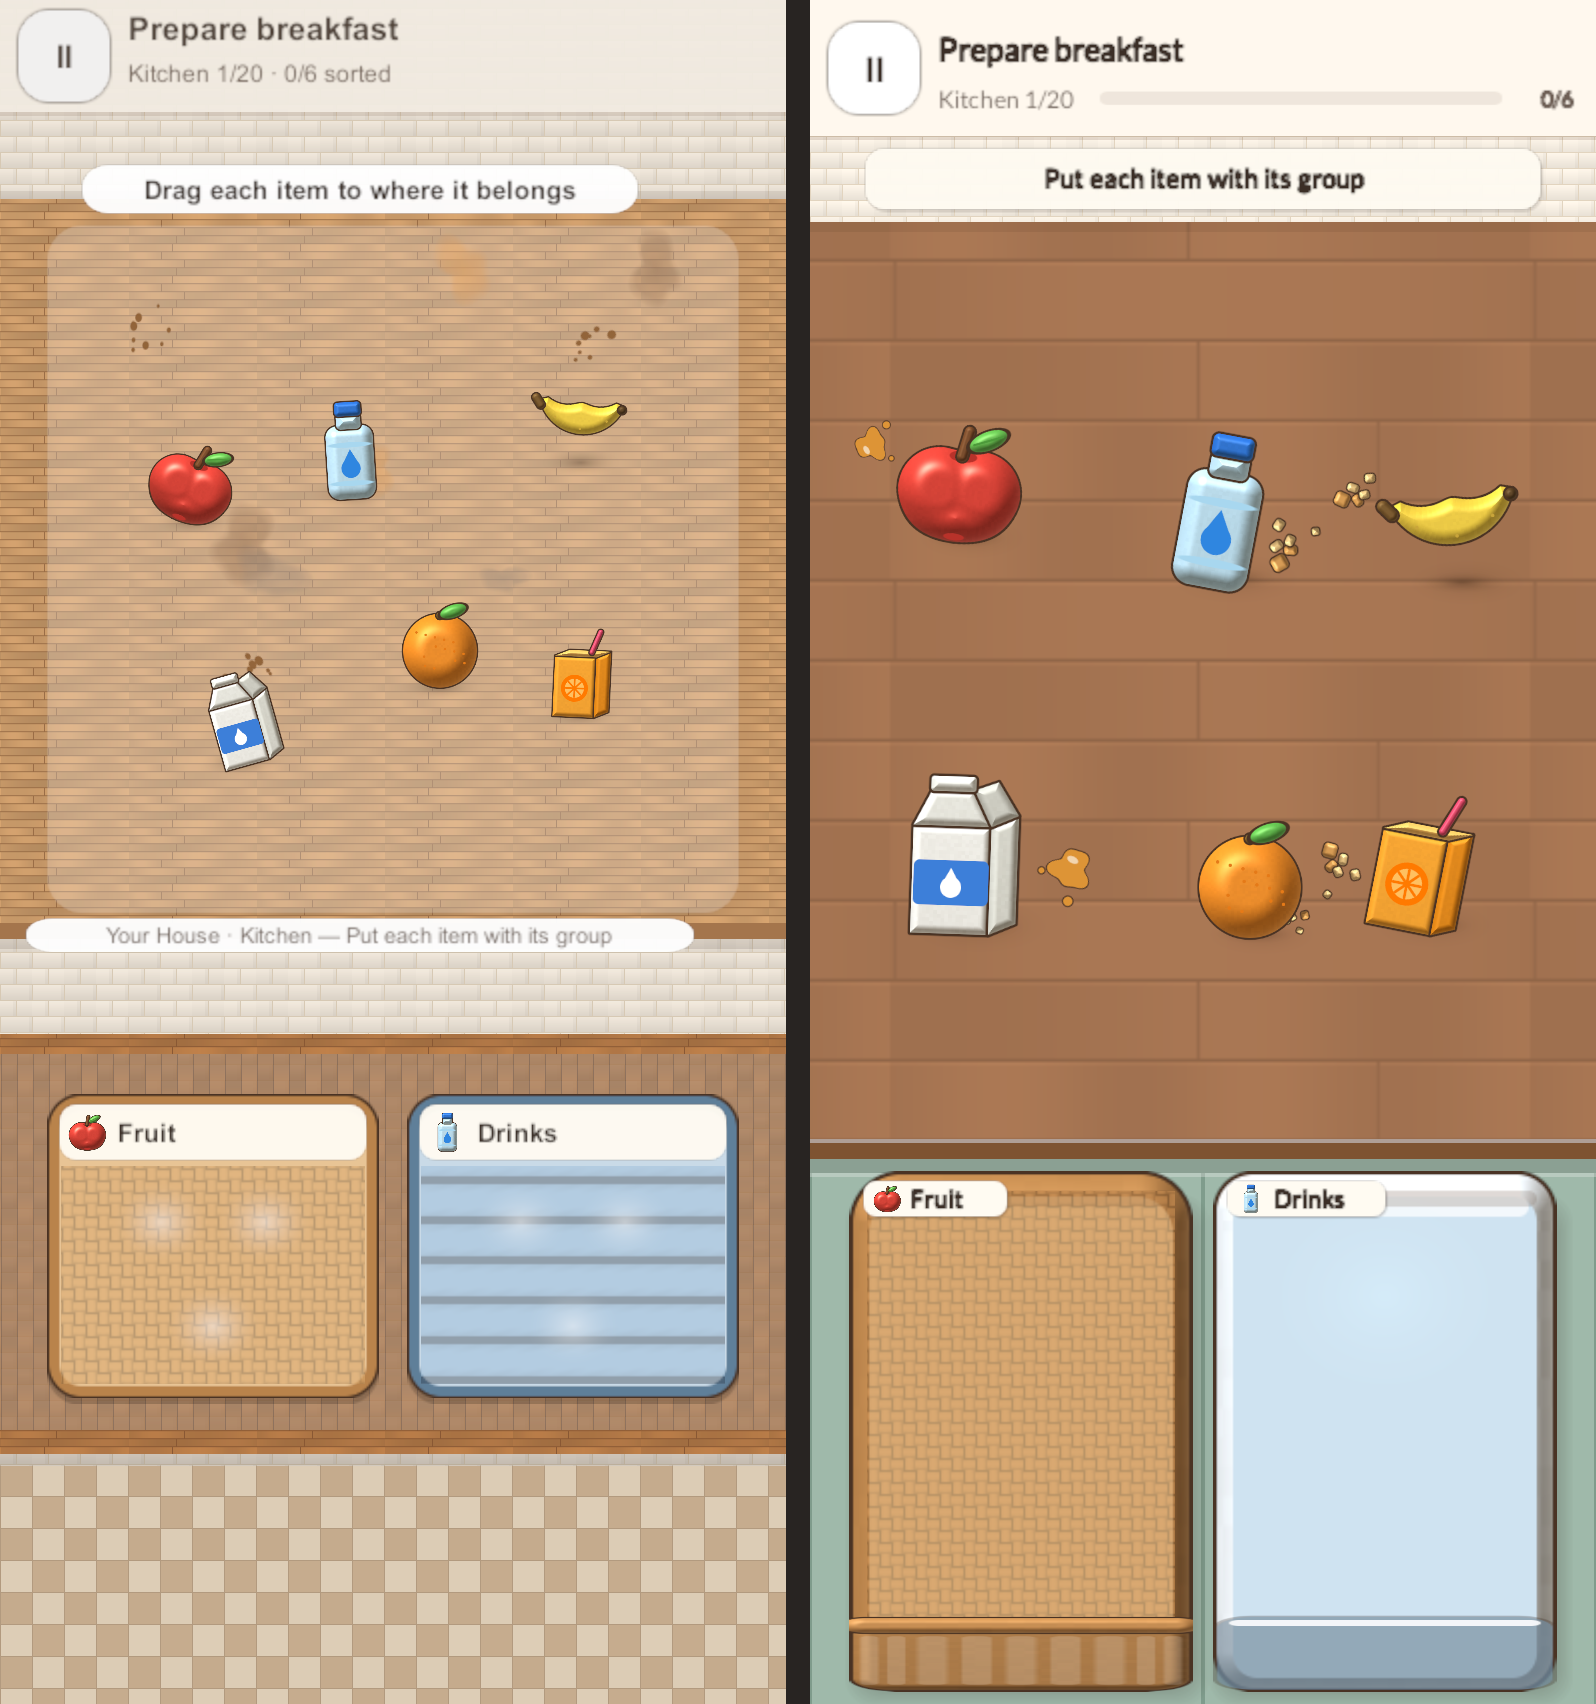 Prepare breakfast
Kitchen 1/20 · 0/6 sorted
Drag each item to where it belongs
Your House · Kitchen — Put each item with its group
Fruit
Drinks
Prepare breakfast
Kitchen 1/20
0/6
Put each item with its group
Fruit
Drinks